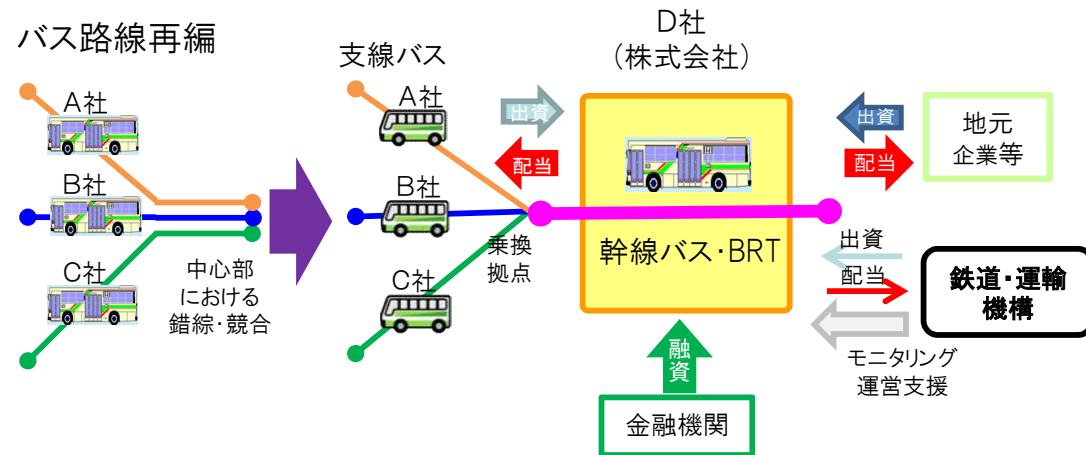 バス路線再編
A社
B社
C社
中心部
における
錯綜・競合
支線バス
A社
B社
C社
乗換
拠点
出資
配当
D社
(株式会社)
幹線バス・BRT
融資
金融機関
出資
配当
地元
企業等
出資
配当
鉄道・運輸
機構
モニタリング
運営支援